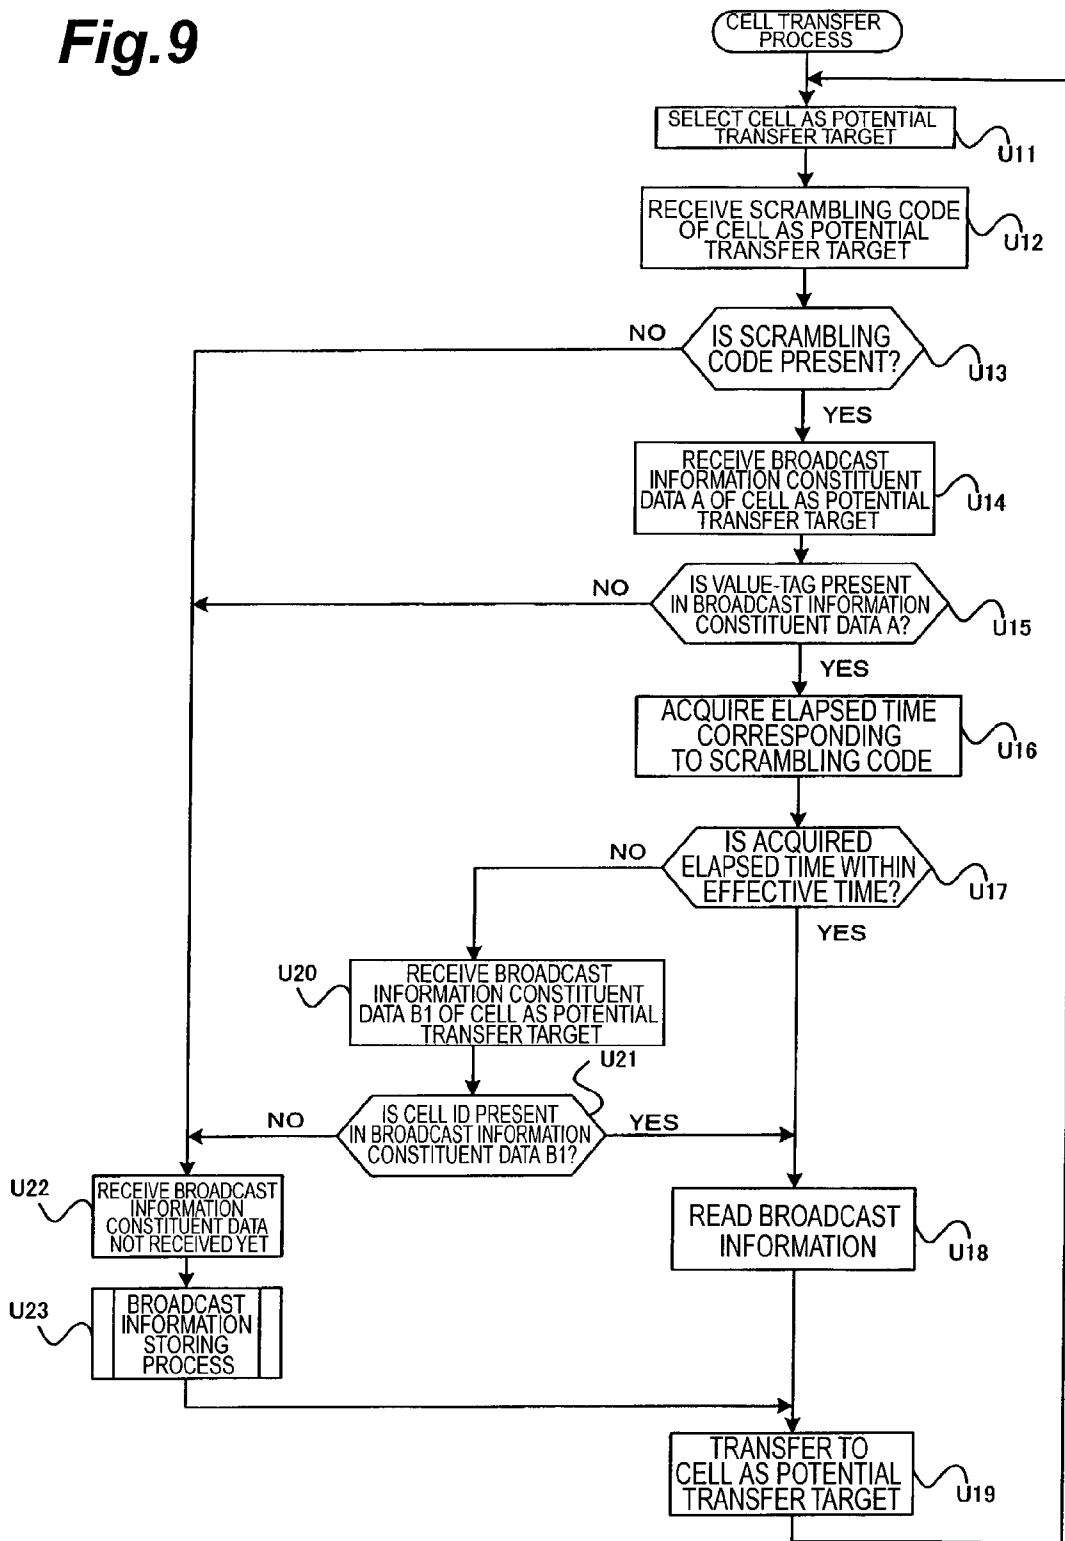 Fig.9
CELL TRANSFER
PROCESS
SELECT CELL AS POTENTIAL
TRANSFER TARGET
U11
RECEIVE SCRAMBLING CODE
OF CELL AS POTENTIAL
TRANSFER TARGET
U12
IS SCRAMBLING
CODE PRESENT?
U13
NO
YES
RECEIVE BROADCAST
INFORMATION CONSTITUENT
DATA A OF CELL AS POTENTIAL
TRANSFER TARGET
U14
IS VALUE-TAG PRESENT
IN BROADCAST INFORMATION
CONSTITUENT DATA A?
U15
NO
YES
ACQUIRE ELAPSED TIME
CORRESPONDING
TO SCRAMBLING CODE
U16
IS ACQUIRED
ELAPSED TIME WITHIN
EFFECTIVE TIME?
U17
NO
YES
U20
RECEIVE BROADCAST
INFORMATION CONSTITUENT
DATA B1 OF CELL AS POTENTIAL
TRANSFER TARGET
U21
IS CELL ID PRESENT
IN BROADCAST INFORMATION
CONSTITUENT DATA B1?
NO
YES
U22
RECEIVE BROADCAST
INFORMATION
CONSTITUENT DATA
NOT RECEIVED YET
READ BROADCAST
INFORMATION
U18
U23
BROADCAST
INFORMATION
STORING
PROCESS
TRANSFER TO
CELL AS POTENTIAL
TRANSFER TARGET
U19